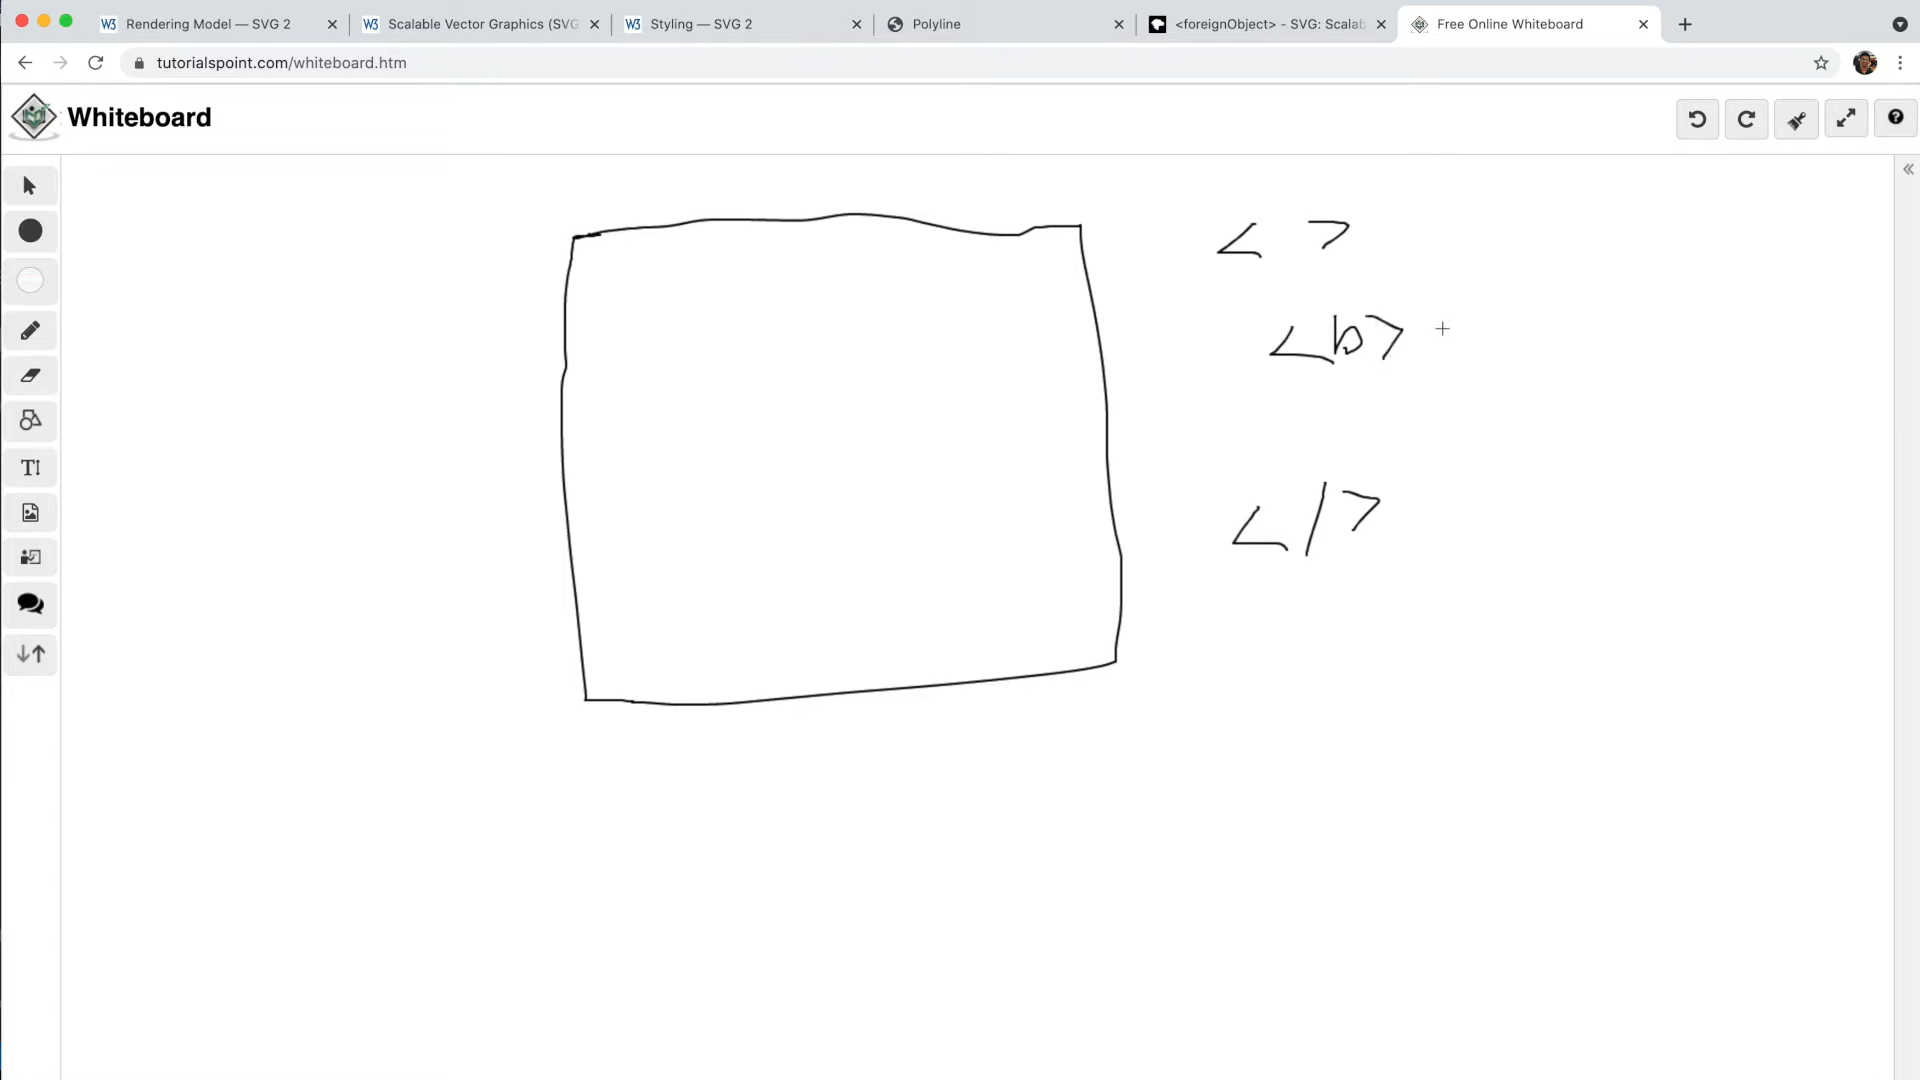 Rendering Model — SVG 2
Scalable Vector Graphics (SVG
Styling — SVG 2
Polyline
<foreignObject> - SVG: Scalab
Free Online Whiteboard
tutorialspoint.com/whiteboard.htm
Whiteboard
< >
<b>
</>